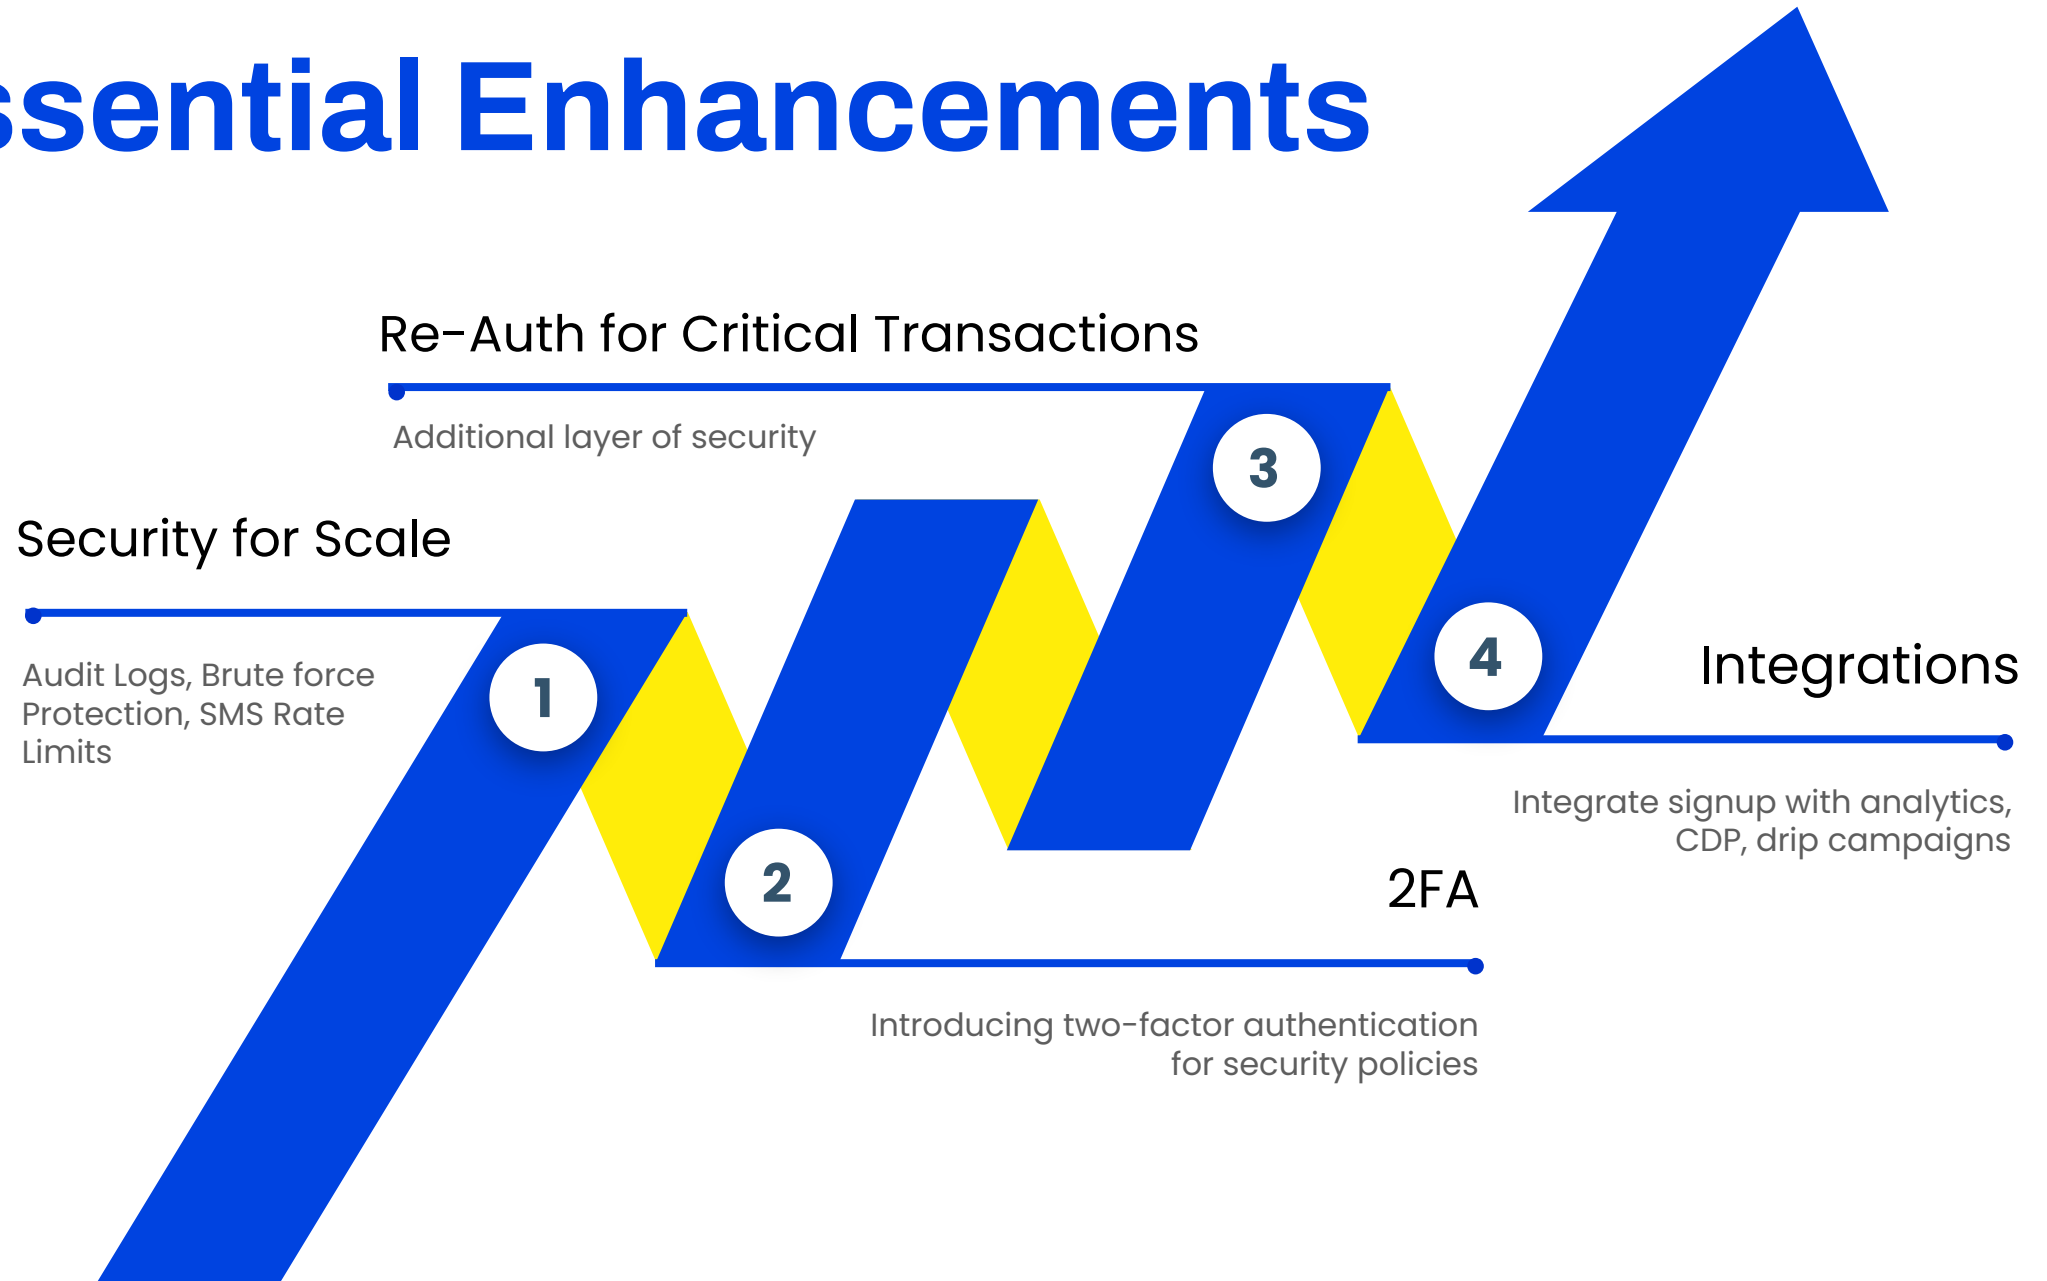 ssential Enhancements
Re-Auth for Critical Transactions
Additional layer of security
3
Security for Scale
Audit Logs, Brute force
Protection, SMS Rate
Limits
1
4
Integrations
Integrate signup with analytics,
CDP, drip campaigns
2
2FA
Introducing two-factor authentication
for security policies